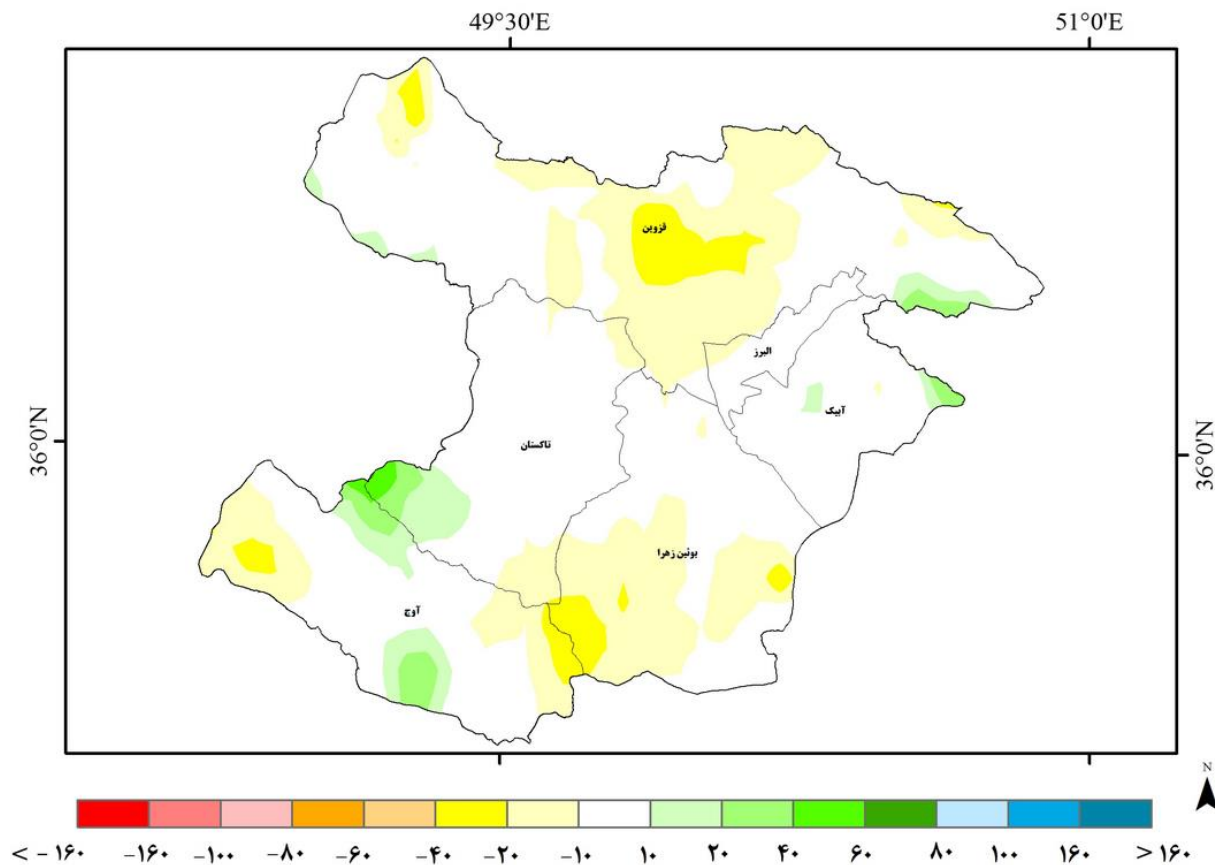 49°30'E 51°0'E
قزوین
البرز
آبیک
36°0'N 36°0'N
تاکستان
بوئین زهرا
آوج
N
< -۱۶۰ -۱۶۰ -۱۰۰ -۸۰ -۶۰ -۴۰ -۲۰ -۱۰ ۱۰ ۲۰ ۴۰ ۶۰ ۸۰ ۱۰۰ ۱۶۰ >۱۶۰